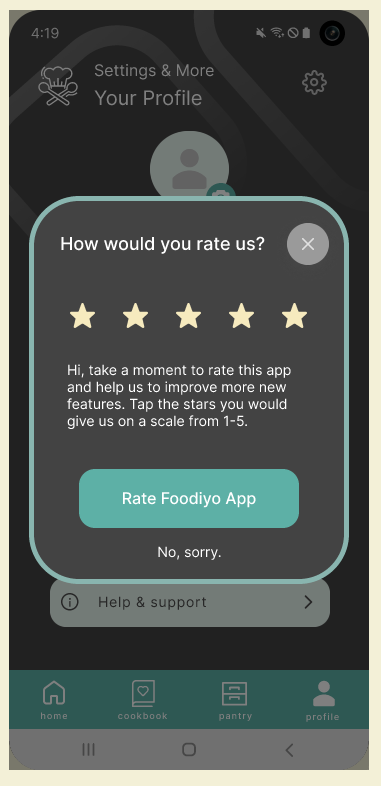 4:19
Settings & More
Your Profile
How would you rate us?
Hi, take a moment to rate this app
and help us to improve more new
features. Tap the stars you would
give us on a scale from 1-5.
Rate Foodiyo App
No, sorry.
Help & support
home
cookbook
pantry
profile